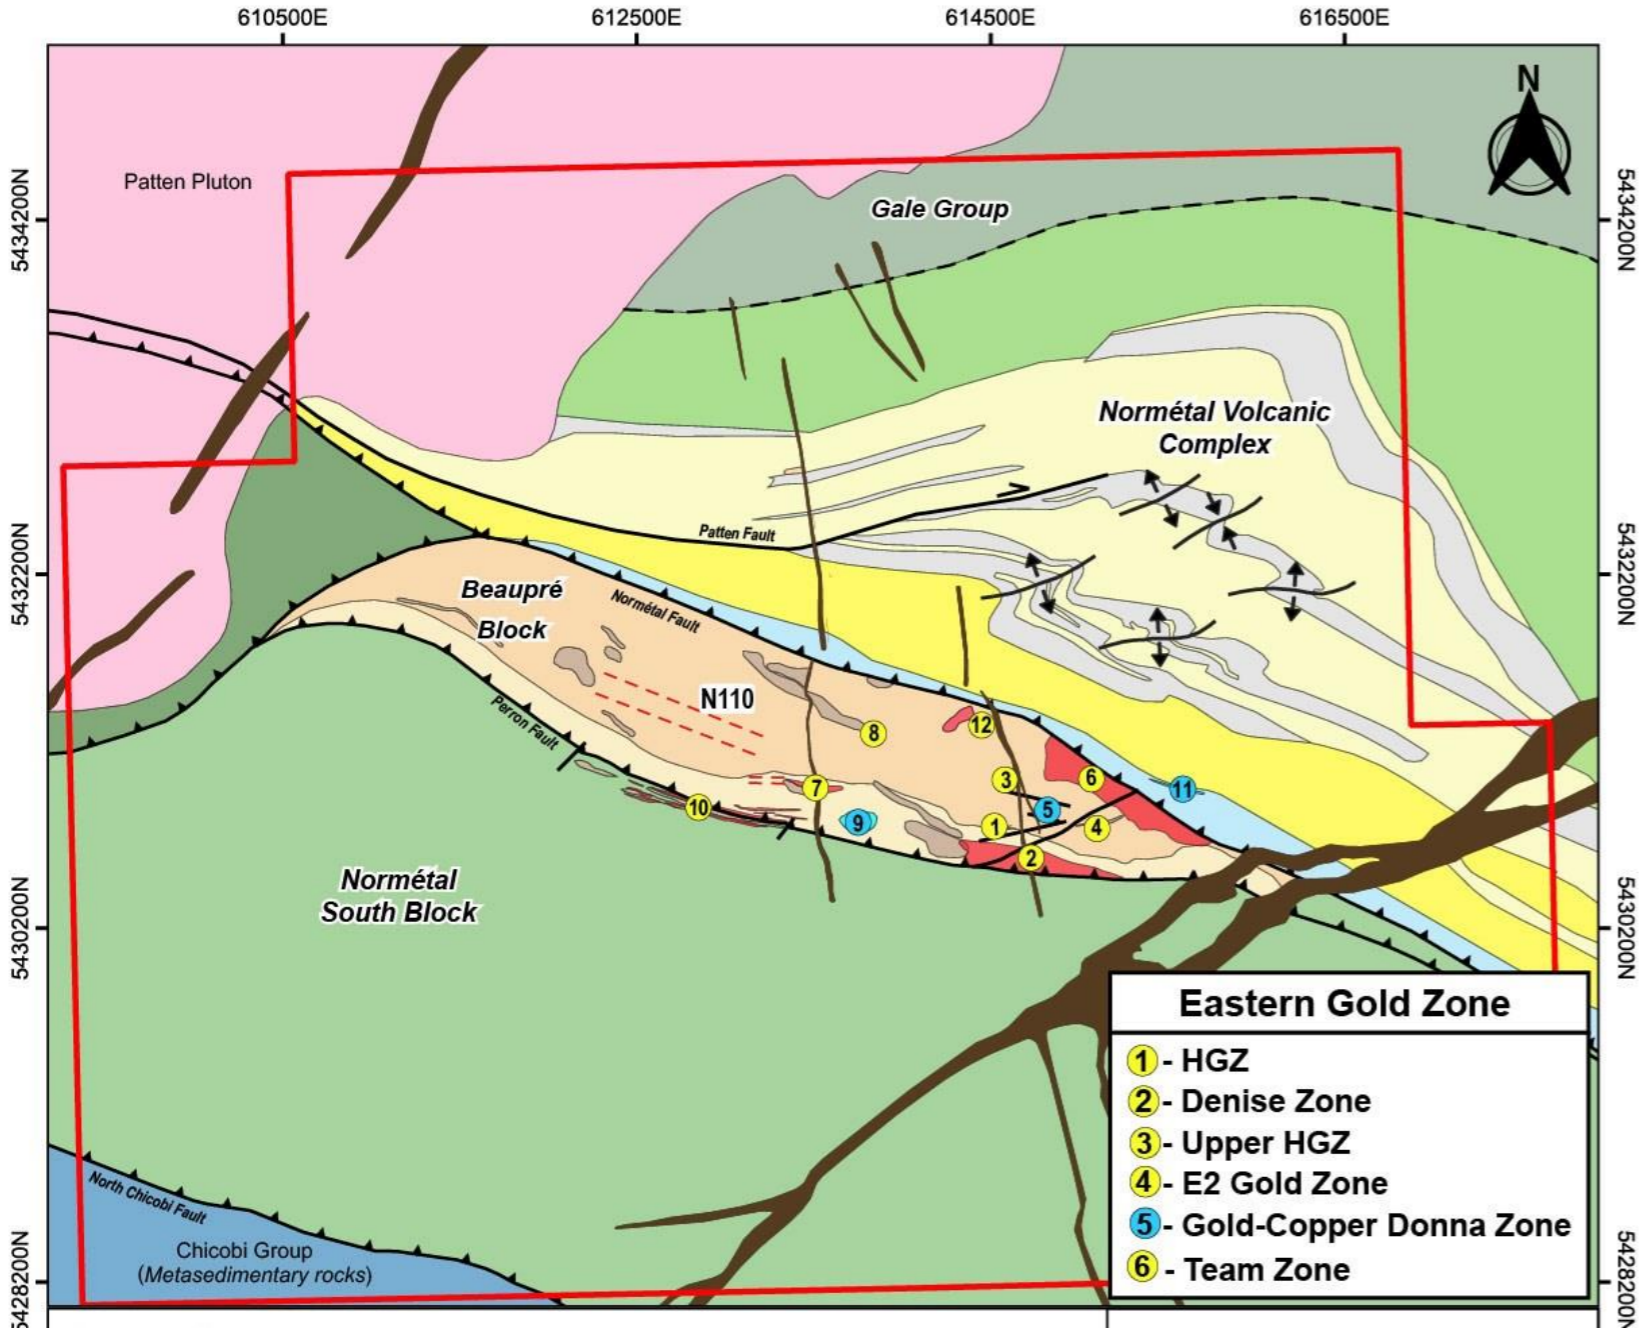 610500E 612500E 614500E 616500E
N
5434200N
5434200N
Patten Pluton
Gale Group
Normétal Volcanic
Complex
Patten Fault
5432200N
5432200N
Beaupré
Block
Normétal Fault
N110
Perron Fault
12
8
3
6
7
11
10
5
9
1
4
2
Normétal
South Block
5430200N
5430200N
Eastern Gold Zone
1 - HGZ
2 - Denise Zone
3 - Upper HGZ
4 - E2 Gold Zone
5 - Gold-Copper Donna Zone
6 - Team Zone
North Chicobi Fault
Chicobi Group
(Metasedimentary rocks)
5428200N
5428200N